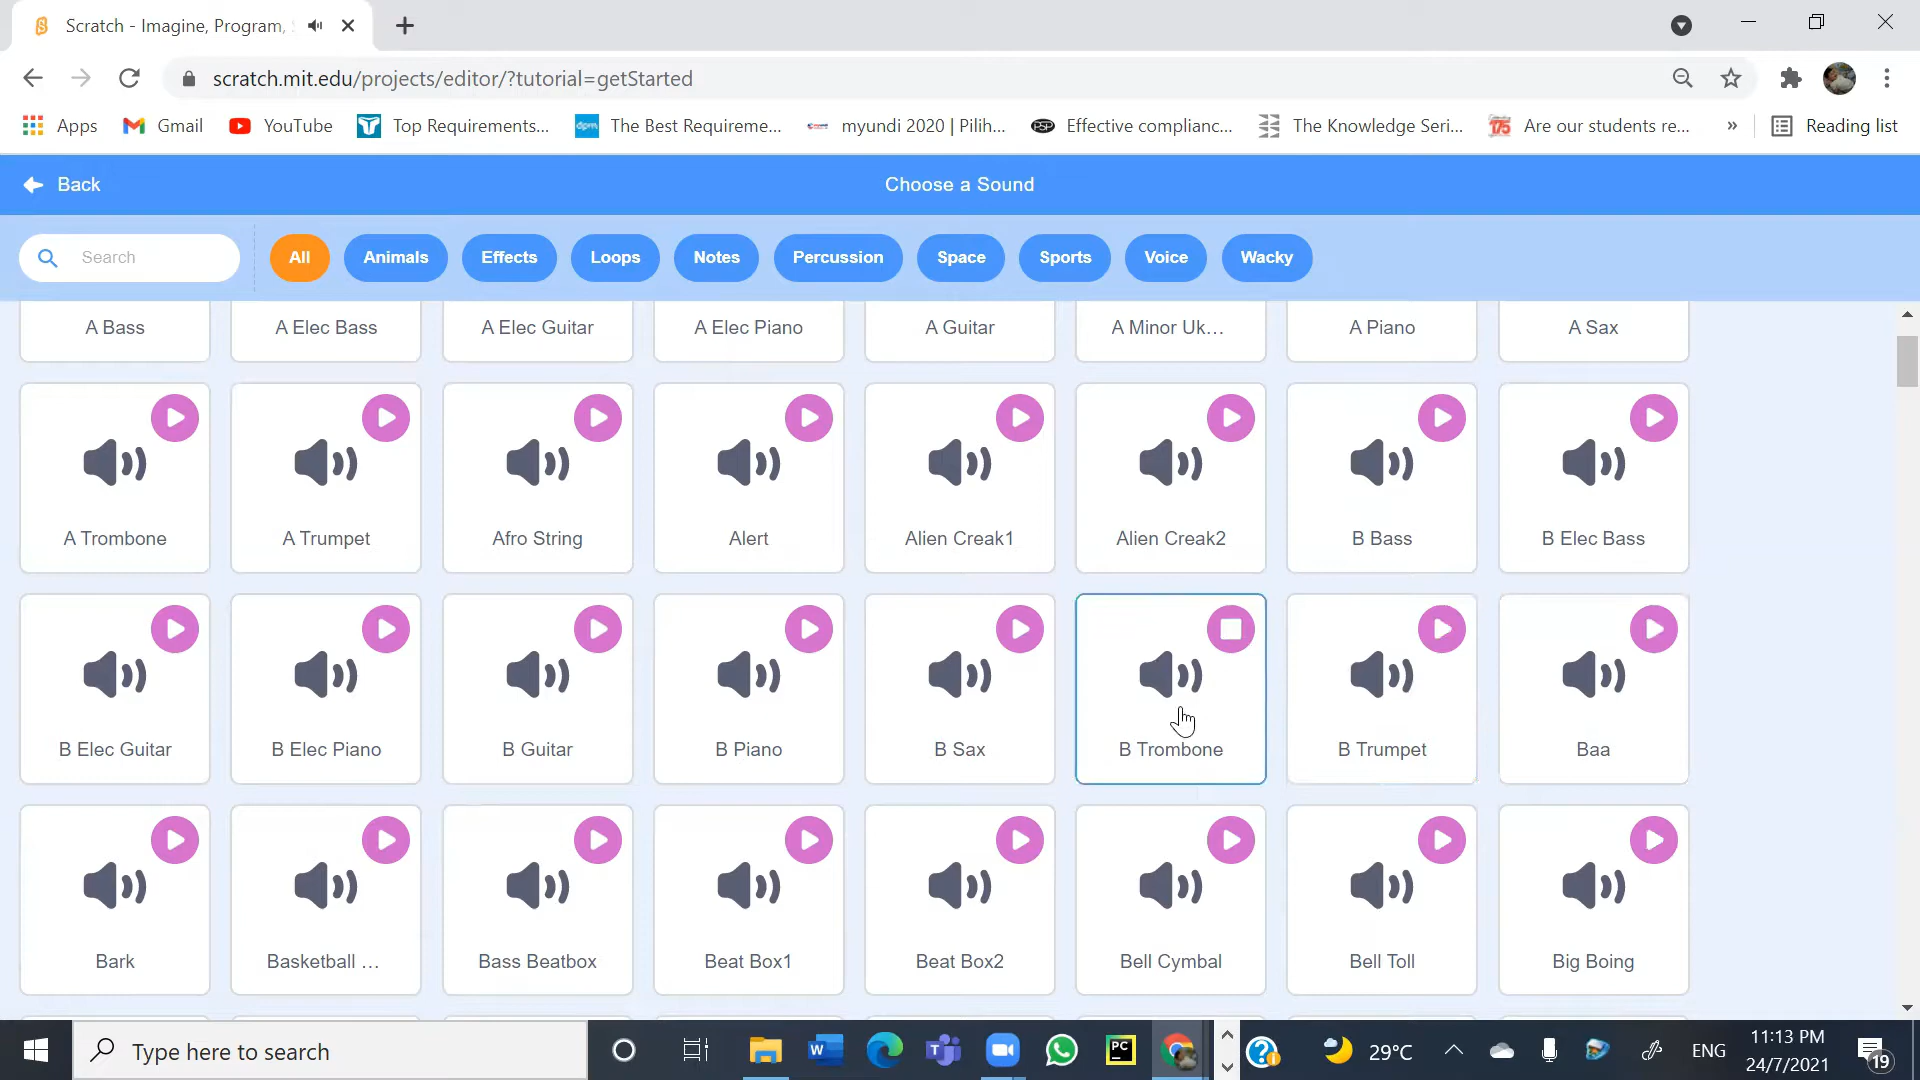 Scratch - Imagine, Program,
scratch.mit.edu/projects/editor/?tutorial=getStarted
Apps Gmail YouTube Top Requirements... The Best Requireme... myundi 2020 | Pilih... Effective complianc... The Knowledge Seri... Are our students re... » Reading list
Back Choose a Sound
Search All Animals Effects Loops Notes Percussion Space Sports Voice Wacky
A Bass A Elec Bass A Elec Guitar A Elec Piano A Guitar A Minor Uk... A Piano A Sax
A Trombone A Trumpet Afro String Alert Alien Creak1 Alien Creak2 B Bass B Elec Bass
B Elec Guitar B Elec Piano B Guitar B Piano B Sax B Trombone B Trumpet Baa
Bark Basketball ... Bass Beatbox Beat Box1 Beat Box2 Bell Cymbal Bell Toll Big Boing
Type here to search 29°C ENG 11:13 PM
24/7/2021 19